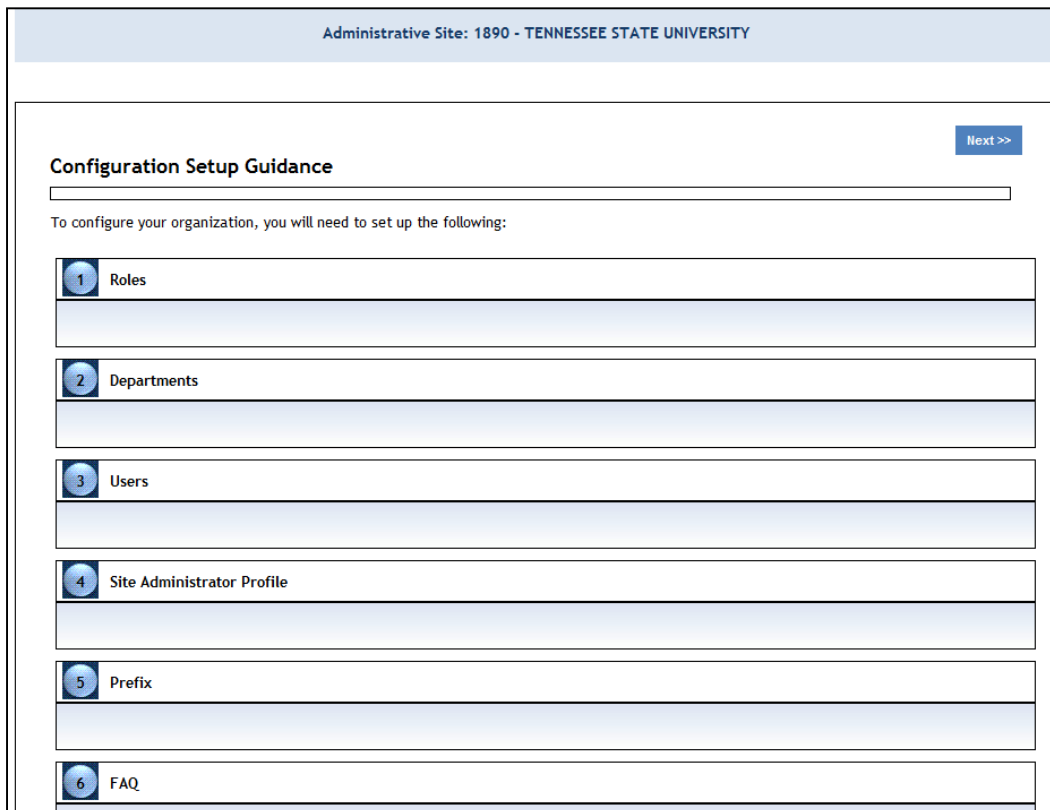 Administrative Site: 1890 - TENNESSEE STATE UNIVERSITY
Next >>
Configuration Setup Guidance
To configure your organization, you will need to set up the following:
1 Roles
2 Departments
3 Users
4 Site Administrator Profile
5 Prefix
6 FAQ